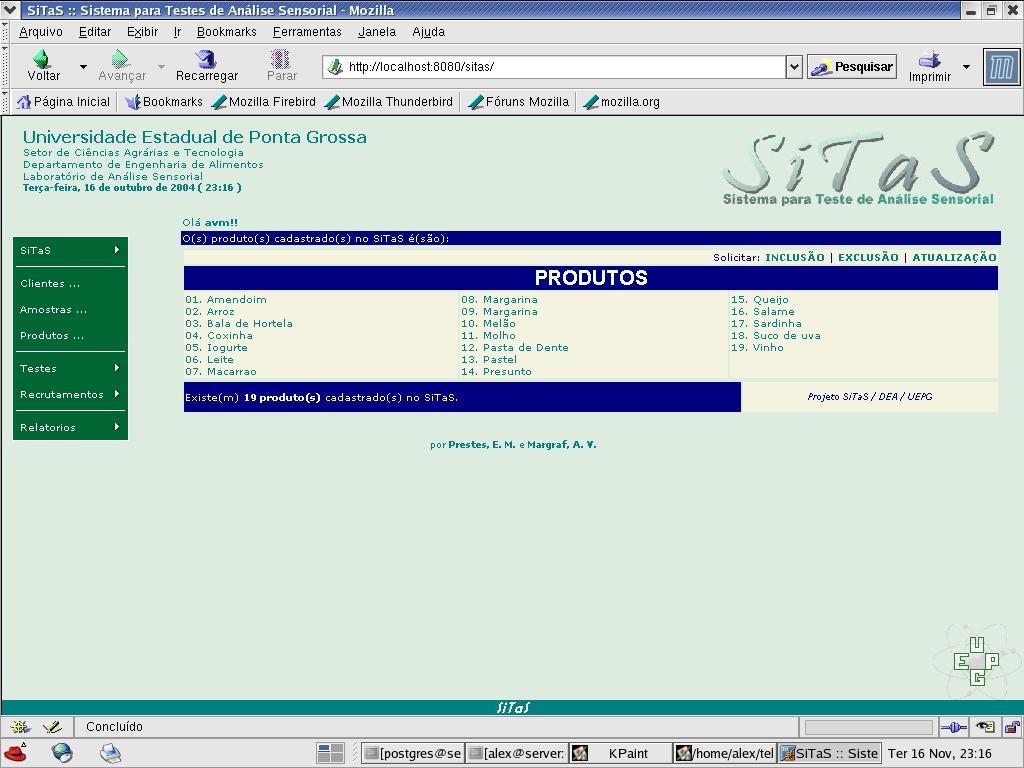 SiTaS :: Sistema para Testes de Análise Sensorial - Mozilla
Arquivo Editar Exibir Ir Bookmarks Ferramentas Janela Ajuda
Voltar Avançar Recarregar Parar http://localhost:8080/sitas/ Pesquisar Imprimir
Página Inicial Bookmarks Mozilla Firebird Mozilla Thunderbird Fóruns Mozilla mozilla.org
Universidade Estadual de Ponta Grossa
Setor de Ciências Agrárias e Tecnologia
Departamento de Engenharia de Alimentos
Laboratório de Análise Sensorial
Terça-feira, 16 de outubro de 2004 ( 23:16 )
SiTaS
Sistema para Teste de Análise Sensorial
SiTaS
Clientes ...
Amostras ...
Produtos ...
Testes
Recrutamentos
Relatorios
Olá avm!!
O(s) produto(s) cadastrado(s) no SiTaS é(são):
Solicitar: INCLUSÃO | EXCLUSÃO | ATUALIZAÇÃO
PRODUTOS
01. Amendoim
02. Arroz
03. Bala de Hortela
04. Coxinha
05. Iogurte
06. Leite
07. Macarrao
08. Margarina
09. Margarina
10. Melão
11. Molho
12. Pasta de Dente
13. Pastel
14. Presunto
15. Queijo
16. Salame
17. Sardinha
18. Suco de uva
19. Vinho
Existe(m) 19 produto(s) cadastrado(s) no SiTaS.
Projeto SiTaS / DEA / UEPG
por Prestes, E. M. e Margraf, A. V.
U
E P
G
SiTaS
Concluído
[postgres@se [alex@server: KPaint /home/alex/tel SiTaS :: Siste Ter 16 Nov, 23:16